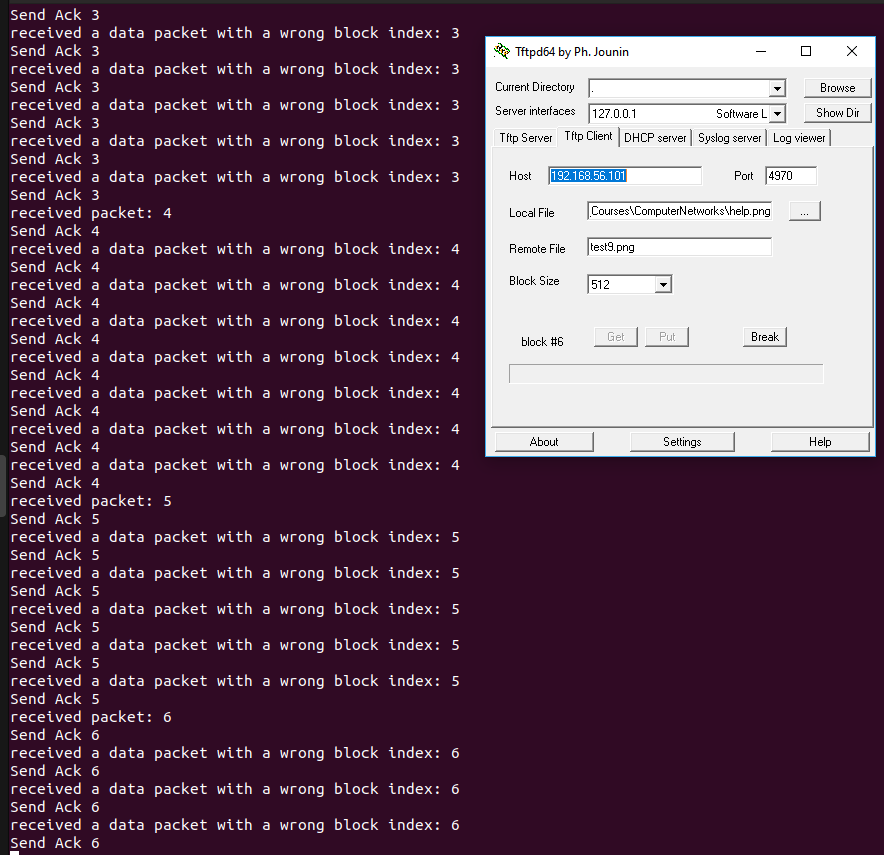 Send Ack 3
received a data packet with a wrong block index: 3
Send Ack 3
received a data packet with a wrong block index: 3
Send Ack 3
received a data packet with a wrong block index: 3
Send Ack 3
received a data packet with a wrong block index: 3
Send Ack 3
received a data packet with a wrong block index: 3
Send Ack 3
received packet: 4
Send Ack 4
received a data packet with a wrong block index: 4
Send Ack 4
received a data packet with a wrong block index: 4
Send Ack 4
received a data packet with a wrong block index: 4
Send Ack 4
received a data packet with a wrong block index: 4
Send Ack 4
received a data packet with a wrong block index: 4
Send Ack 4
received a data packet with a wrong block index: 4
Send Ack 4
received a data packet with a wrong block index: 4
Send Ack 4
received packet: 5
Send Ack 5
received a data packet with a wrong block index: 5
Send Ack 5
received a data packet with a wrong block index: 5
Send Ack 5
received a data packet with a wrong block index: 5
Send Ack 5
received a data packet with a wrong block index: 5
Send Ack 5
received a data packet with a wrong block index: 5
Send Ack 5
received packet: 6
Send Ack 6
received a data packet with a wrong block index: 6
Send Ack 6
received a data packet with a wrong block index: 6
Send Ack 6
received a data packet with a wrong block index: 6
Send Ack 6
Tftpd64 by Ph. Jounin
Current Directory . Browse
Server interfaces 127.0.0.1 Software L Show Dir
Tftp Server Tftp Client DHCP server Syslog server Log viewer
Host 192.168.56.101 Port 4970
Local File .Courses\ComputerNetworks\help.png ...
Remote File test9.png
Block Size 512
block #6 Get Put Break
About Settings Help